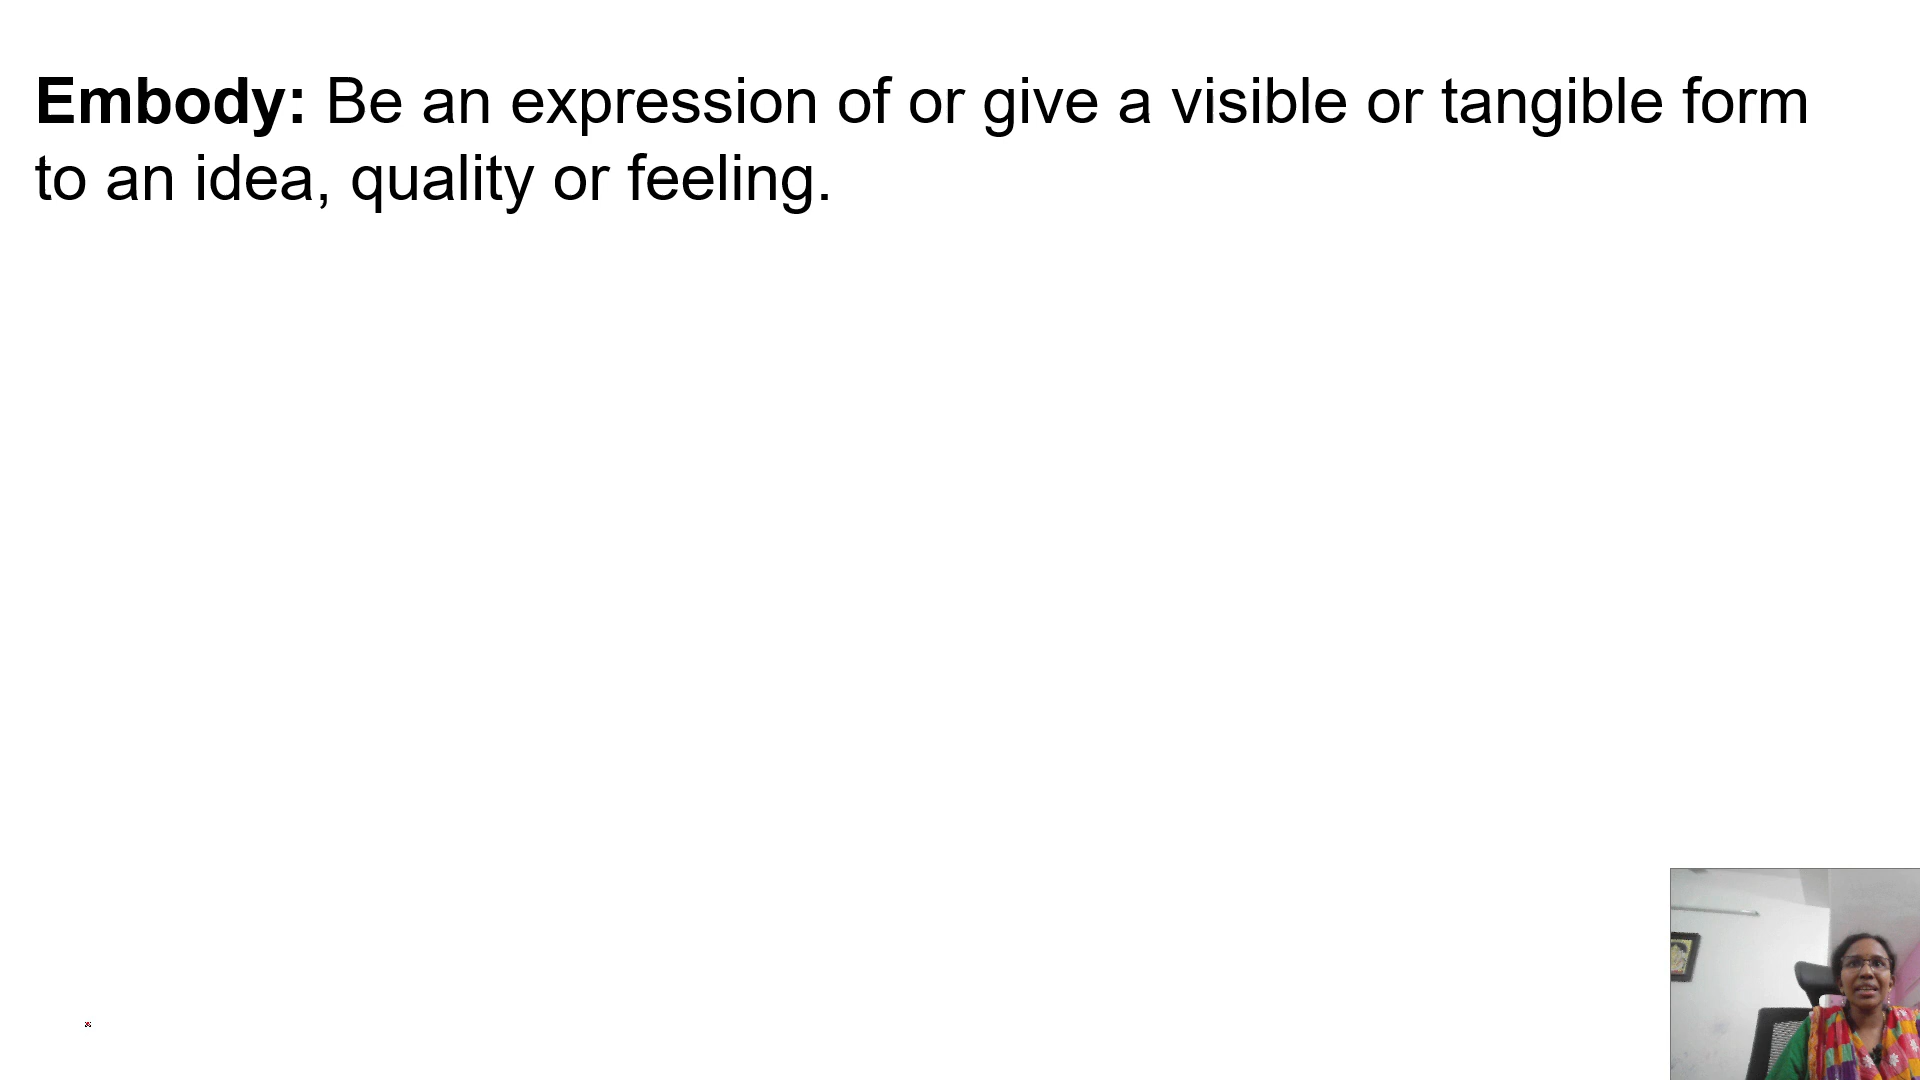 Embody: Be an expression of or give a visible or tangible form
to an idea, quality or feeling.